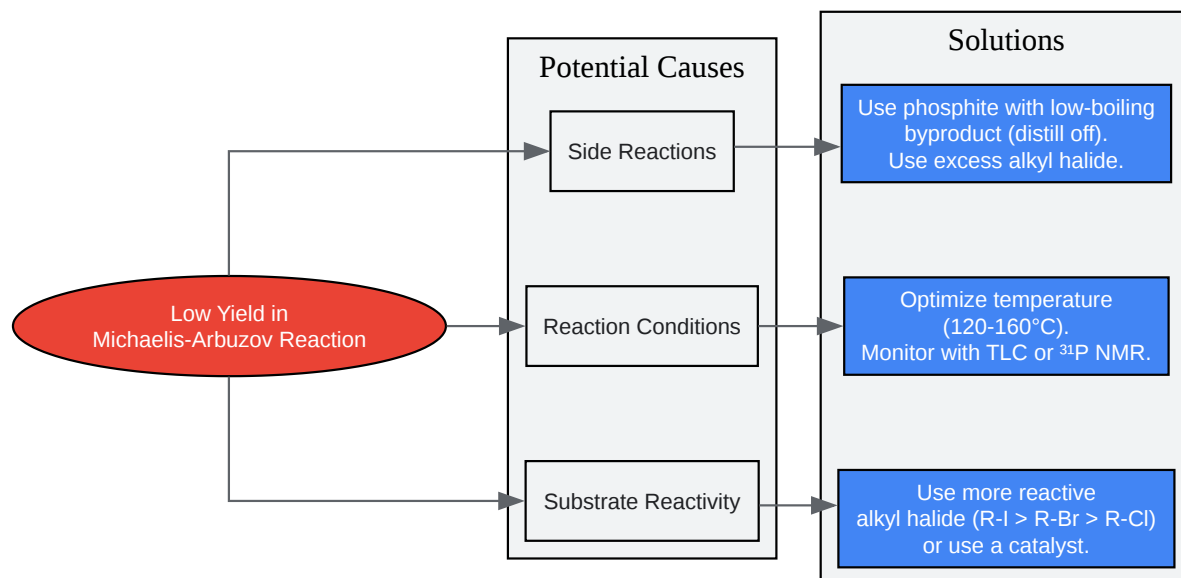 Solutions
Potential Causes
Use phosphite with low-boiling
byproduct (distill off).
Use excess alkyl halide.
Side Reactions
Low Yield in
Michaelis-Arbuzov Reaction
Reaction Conditions
Optimize temperature
(120-160°C).
Monitor with TLC or ³¹P NMR.
Substrate Reactivity
Use more reactive
alkyl halide (R-I > R-Br > R-Cl)
or use a catalyst.